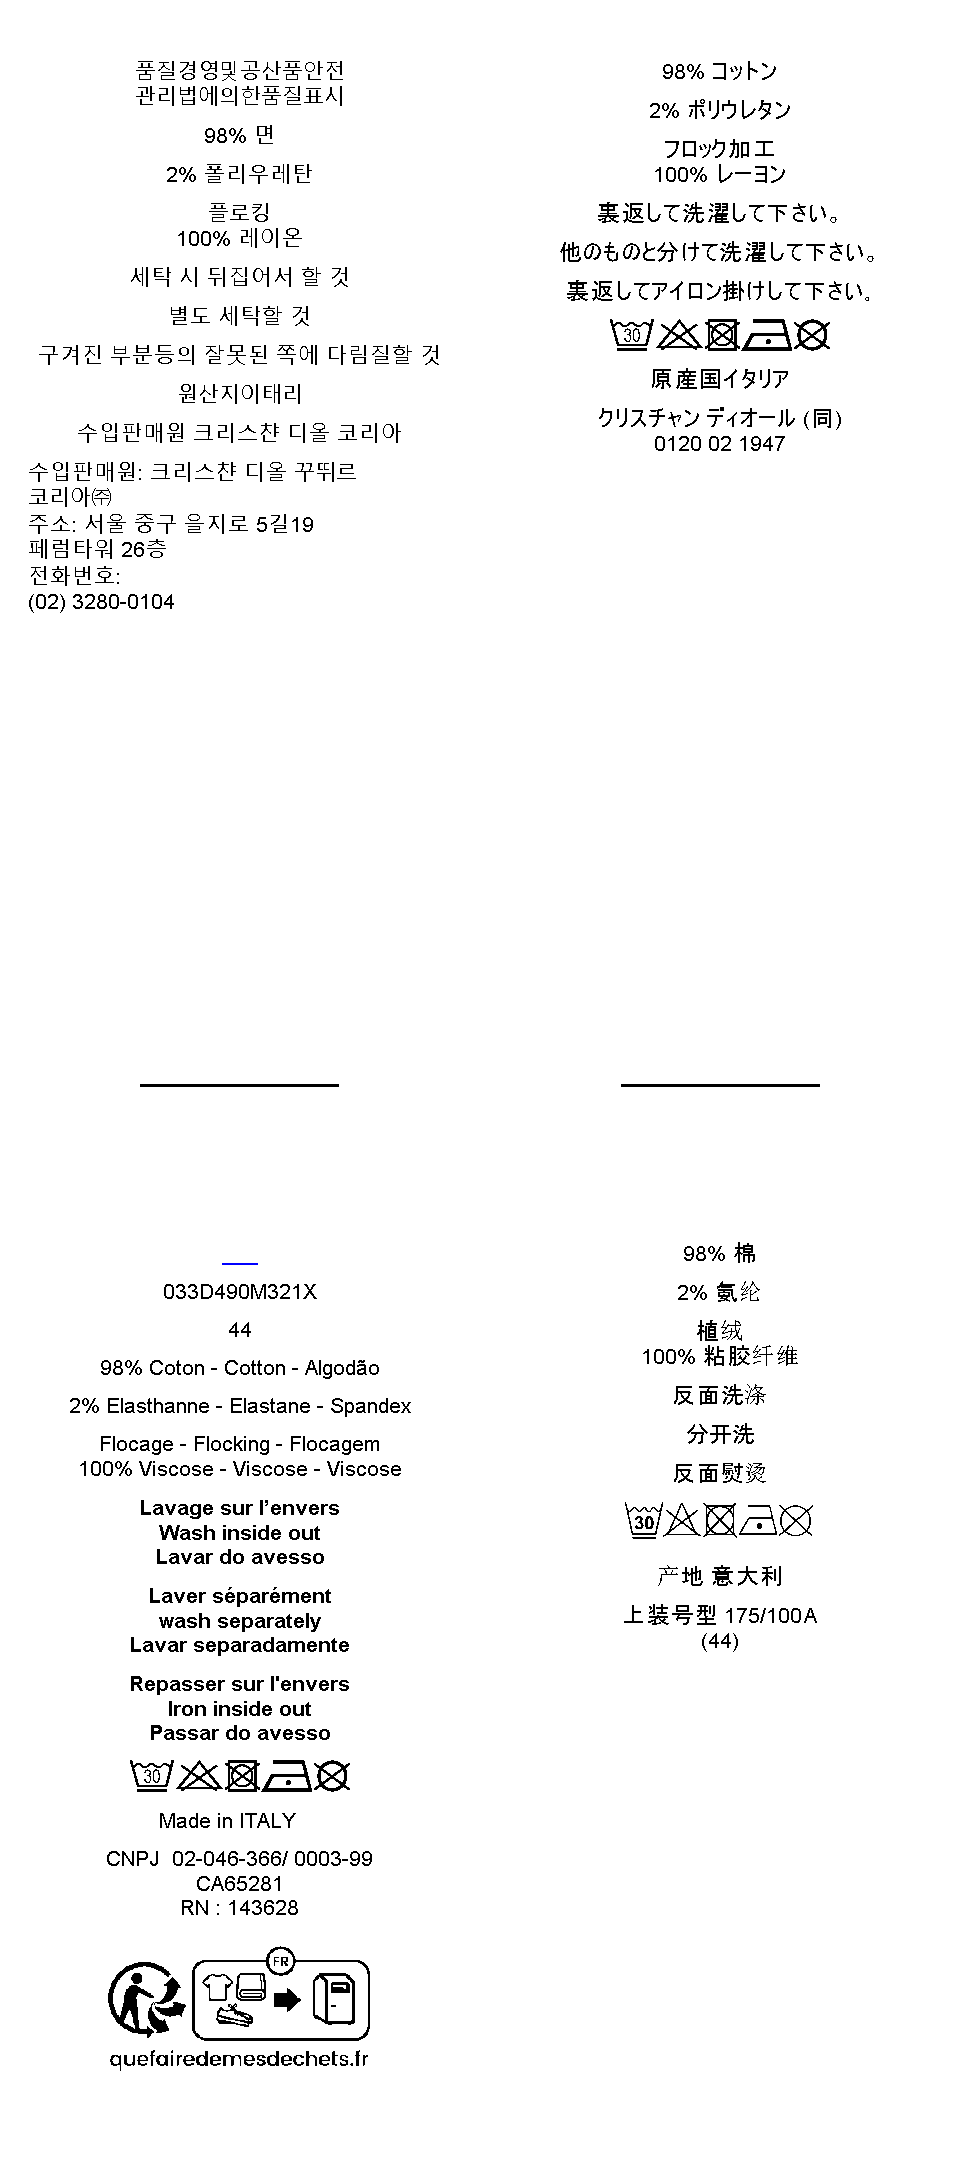 품질경영및공산품안전
관리법에의한품질표시
98% 면
2% 폴리우레탄
플로킹
100% 레이온
세탁 시 뒤집어서 할 것
별도 세탁할 것
구겨진 부분등의 잘못된 쪽에 다림질할 것
원산지이태리
수입판매원 크리스챤 디올 코리아
수입판매원: 크리스챤 디올 꾸뛰르
코리아㈜
주소: 서울 중구 을지로 5길19
페럼타워 26층
전화번호:
(02) 3280-0104
98% コットン
2% ポリウレタン
フロック加工
100% レーヨン
裏返して洗濯して下さい。
他のものと分けて洗濯して下さい。
裏返してアイロン掛けして下さい。
30
原産国イタリア
クリスチャン ディオール (同)
0120 02 1947
033D490M321X
44
98% Coton - Cotton - Algodão
2% Elasthanne - Elastane - Spandex
Flocage - Flocking - Flocagem
100% Viscose - Viscose - Viscose
Lavage sur l’envers
Wash inside out
Lavar do avesso
Laver séparément
wash separately
Lavar separadamente
Repasser sur l'envers
Iron inside out
Passar do avesso
30
Made in ITALY
CNPJ  02-046-366/ 0003-99
CA65281
RN : 143628
FR
quefairedemesdechets.fr
98% 棉
2% 氨纶
植绒
100% 粘胶纤维
反面洗涤
分开洗
反面熨烫
30
产地 意大利
上装号型 175/100A
(44)